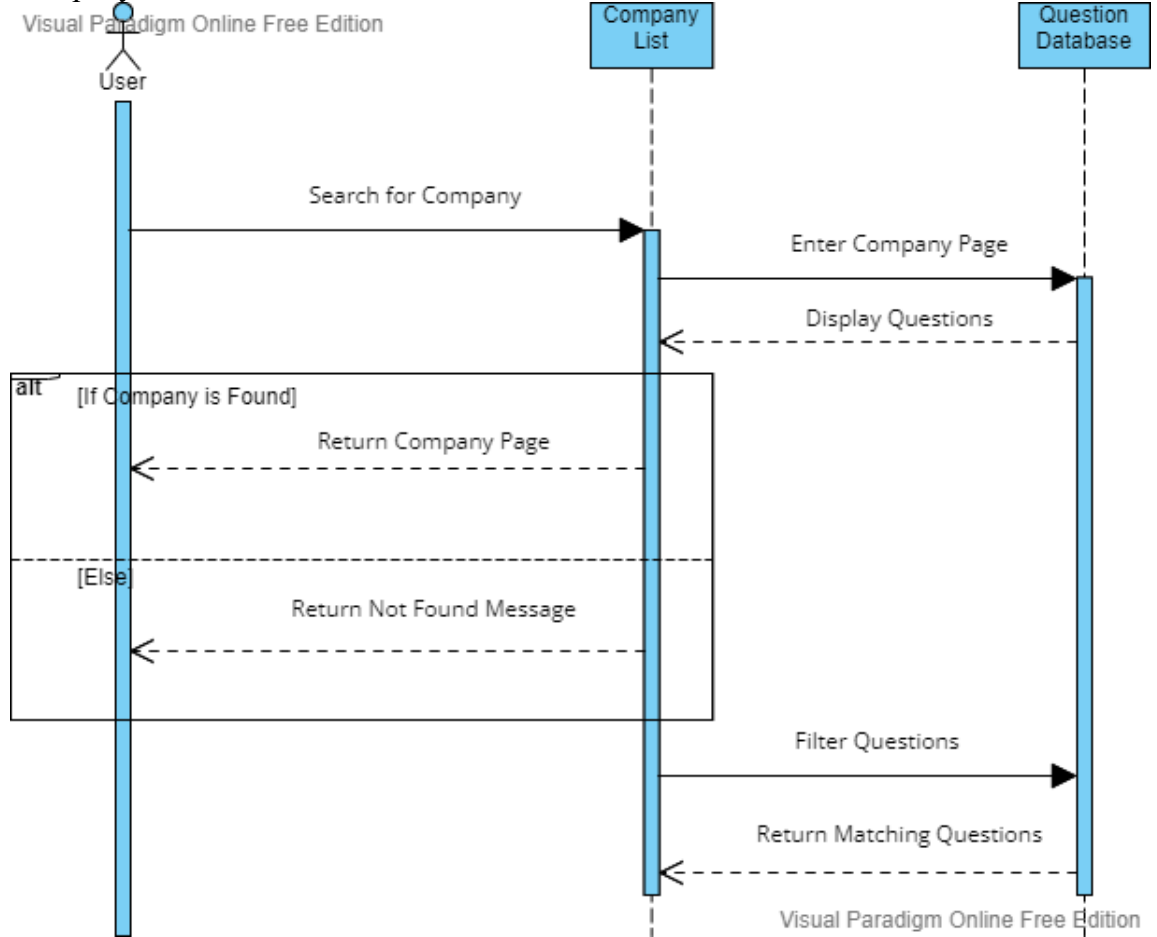 Visual Paradigm Online Free Edition
User
Company
List
Question
Database
Search for Company
Enter Company Page
Display Questions
alt
[If Company is Found]
Return Company Page
[Else]
Return Not Found Message
Filter Questions
Return Matching Questions
Visual Paradigm Online Free Edition